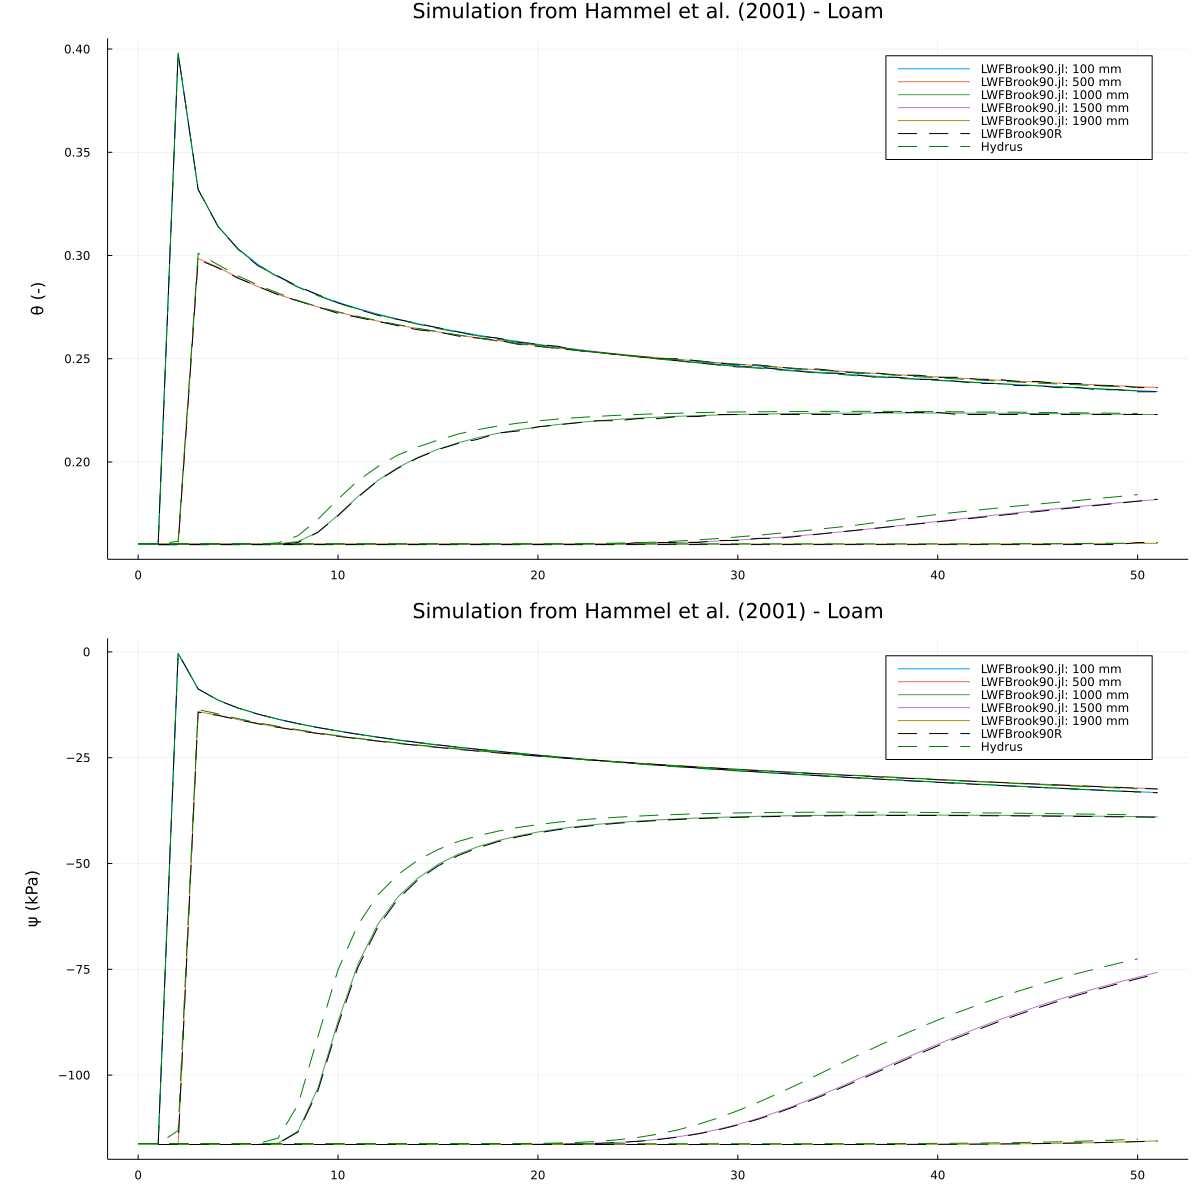 Simulation from Hammel et al. (2001) - Loam
0.40
0.35
0.30
0.25
0.20
θ (-)
LWFBrook90.jl: 100 mm
LWFBrook90.jl: 500 mm
LWFBrook90.jl: 1000 mm
LWFBrook90.jl: 1500 mm
LWFBrook90.jl: 1900 mm
LWFBrook90R
Hydrus
0 10 20 30 40 50
Simulation from Hammel et al. (2001) - Loam
0
−25
−50
−75
−100
ψ (kPa)
LWFBrook90.jl: 100 mm
LWFBrook90.jl: 500 mm
LWFBrook90.jl: 1000 mm
LWFBrook90.jl: 1500 mm
LWFBrook90.jl: 1900 mm
LWFBrook90R
Hydrus
0 10 20 30 40 50